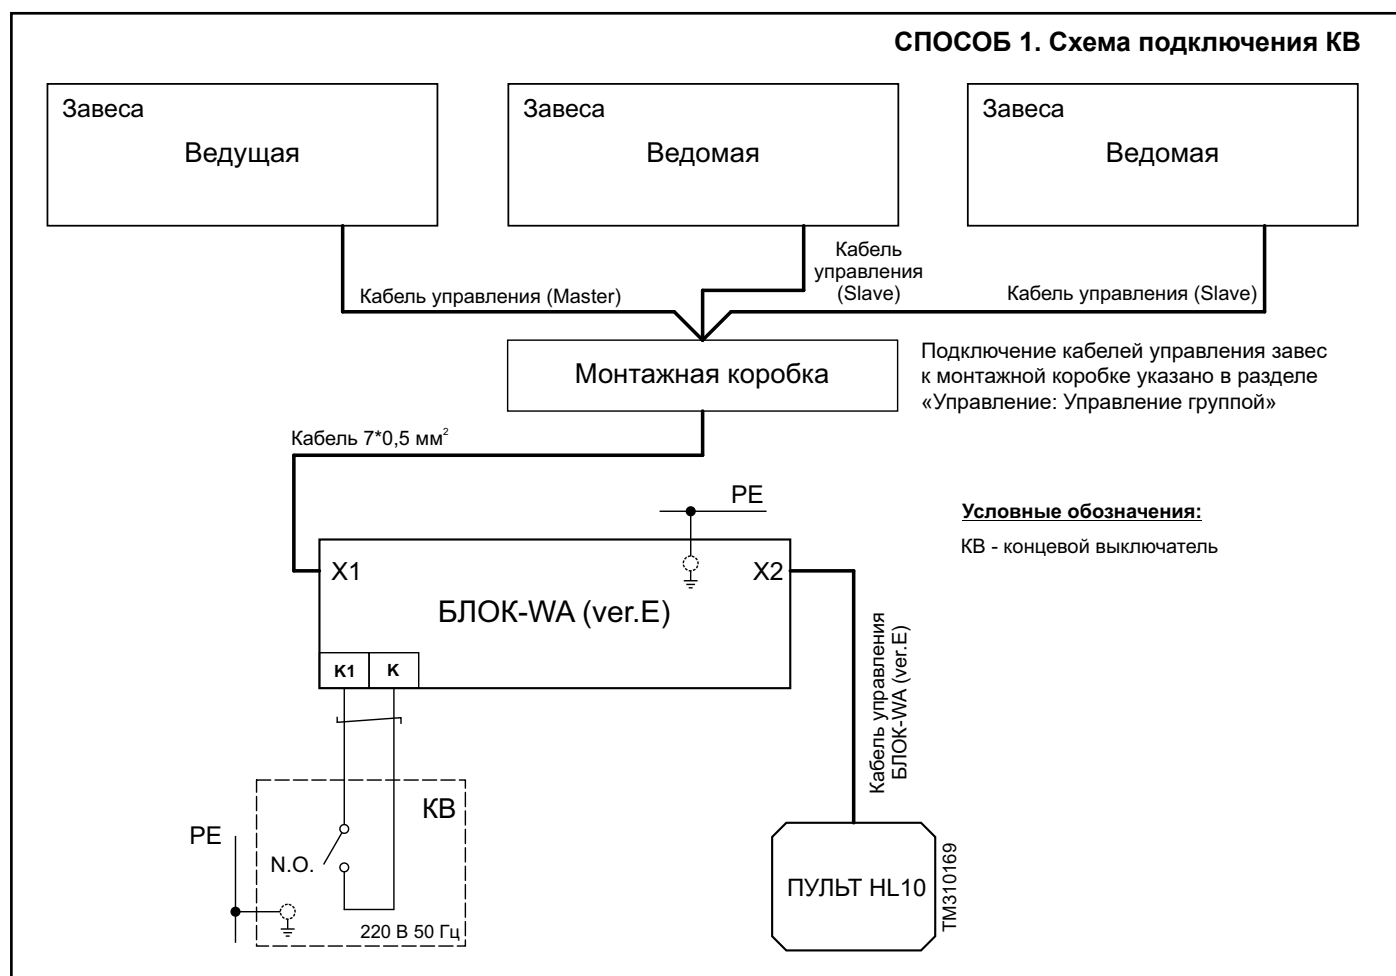 СПОСОБ 1. Схема подключения КВ
Завеса
Ведущая
Завеса
Ведомая
Завеса
Ведомая
Кабель управления (Master)
Кабель
управления
(Slave)
Кабель управления (Slave)
Монтажная коробка
Подключение кабелей управления завес
к монтажной коробке указано в разделе
«Управление: Управление группой»
Кабель 7*0,5 мм²
PE
Условные обозначения:
КВ - концевой выключатель
X1
X2
БЛОК-WA (ver.E)
K1
K
Кабель управления
БЛОК-WA (ver.E)
КВ
PE
N.O.
220 В 50 Гц
ПУЛЬТ HL10
TM310169